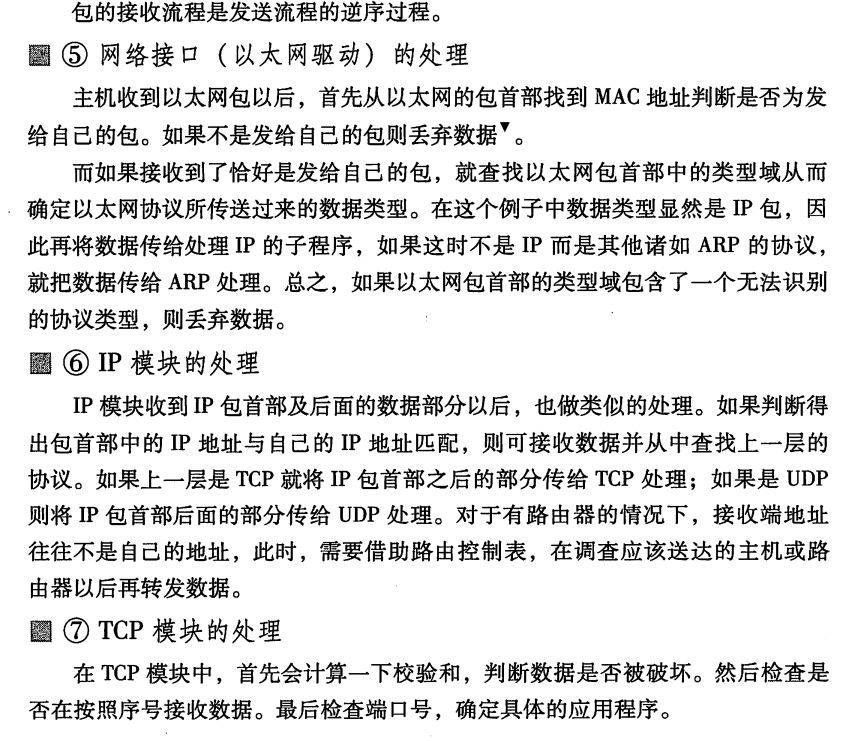 包的接收流程是发送流程的逆序过程。
⑤ 网络接口（以太网驱动）的处理
主机收到以太网包以后，首先从以太网的包首部找到 MAC 地址判断是否为发
给自己的包。如果不是发给自己的包则丢弃数据▼。
而如果接收到了恰好是发给自己的包，就查找以太网包首部中的类型域从而
确定以太网协议所传送过来的数据类型。在这个例子中数据类型显然是 IP 包，因
此再将数据传给处理 IP 的子程序，如果这时不是 IP 而是其他诸如 ARP 的协议，
就把数据传给 ARP 处理。总之，如果以太网包首部的类型域包含了一个无法识别
的协议类型，则丢弃数据。
⑥ IP 模块的处理
IP 模块收到 IP 包首部及后面的数据部分以后，也做类似的处理。如果判断得
出包首部中的 IP 地址与自己的 IP 地址匹配，则可接收数据并从中查找上一层的
协议。如果上一层是 TCP 就将 IP 包首部之后的部分传给 TCP 处理；如果是 UDP
则将 IP 包首部后面的部分传给 UDP 处理。对于有路由器的情况下，接收端地址
往往不是自己的地址，此时，需要借助路由控制表，在调查应该送达的主机或路
由器以后再转发数据。
⑦ TCP 模块的处理
在 TCP 模块中，首先会计算一下校验和，判断数据是否被破坏。然后检查是
否在按照序号接收数据。最后检查端口号，确定具体的应用程序。